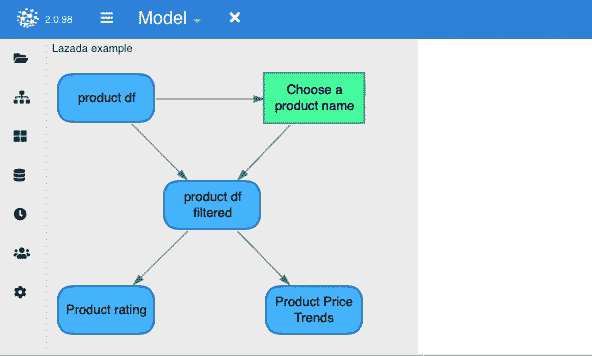 2.0.98
Model
Lazada example
product df
Choose a
product name
product df
filtered
Product rating
Product Price
Trends